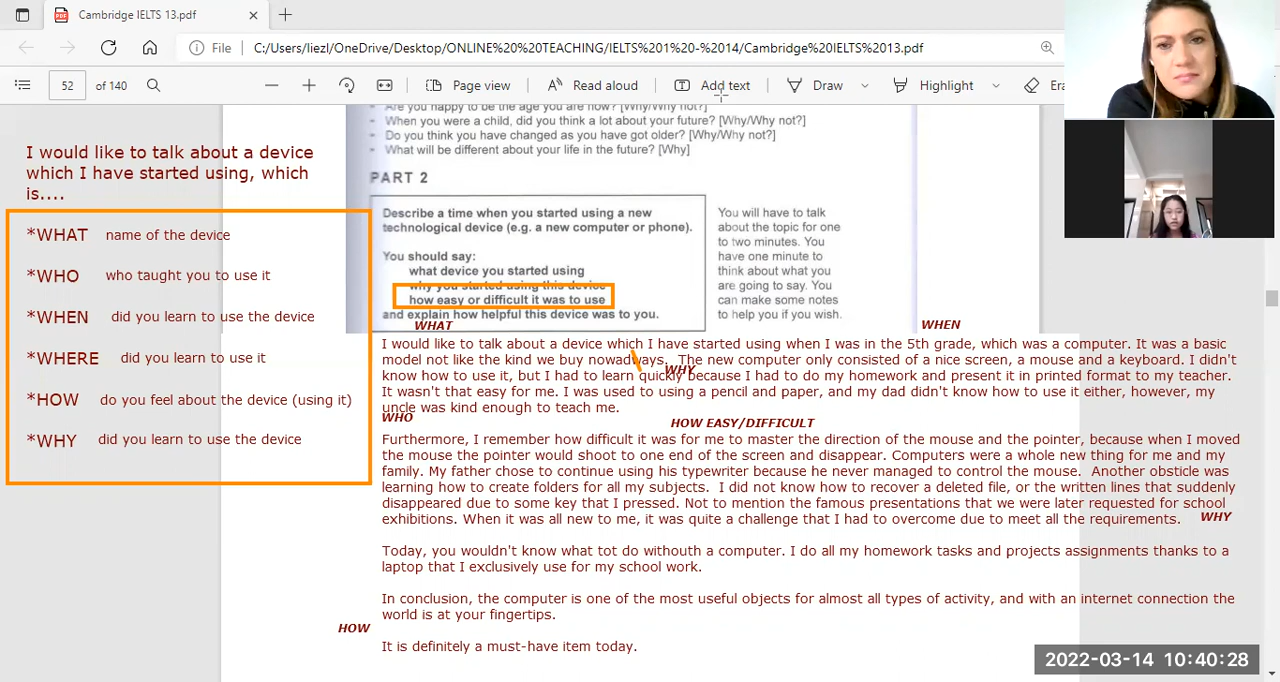 Cambridge IELTS 13.pdf
File
C:/Users/liezl/OneDrive/Desktop/ONLINE%20%20TEACHING/IELTS%201%20-%2014/Cambridge%20IELTS%2013.pdf
52 of 140
Page view
Read aloud
Add text
Draw
Highlight
I would like to talk about a device
which I have started using, which
is....
*WHAT name of the device
*WHO who taught you to use it
*WHEN did you learn to use the device
*WHERE did you learn to use it
*HOW do you feel about the device (using it)
*WHY did you learn to use the device
Are you happy to be the age you are now? [Why/Why not?]
- When you were a child, did you think a lot about your future? [Why/Why not?]
- Do you think you have changed as you have got older? [Why/Why not?]
- What will be different about your life in the future? [Why]
PART 2
Describe a time when you started using a new
technological device (e.g. a new computer or phone).
You should say:
what device you started using
why you started using this device
how easy or difficult it was to use
and explain how helpful this device was to you.
You will have to talk
about the topic for one
to two minutes. You
have one minute to
think about what you
are going to say. You
can make some notes
to help you if you wish.
WHAT
WHEN
I would like to talk about a device which I have started using when I was in the 5th grade, which was a computer. It was a basic
model not like the kind we buy nowadways. The new computer only consisted of a nice screen, a mouse and a keyboard. I didn't
WHY
know how to use it, but I had to learn quickly because I had to do my homework and present it in printed format to my teacher.
It wasn't that easy for me. I was used to using a pencil and paper, and my dad didn't know how to use it either, however, my
uncle was kind enough to teach me.
WHO
HOW EASY/DIFFICULT
Furthermore, I remember how difficult it was for me to master the direction of the mouse and the pointer, because when I moved
the mouse the pointer would shoot to one end of the screen and disappear. Computers were a whole new thing for me and my
family. My father chose to continue using his typewriter because he never managed to control the mouse. Another obsticle was
learning how to create folders for all my subjects. I did not know how to recover a deleted file, or the written lines that suddenly
disappeared due to some key that I pressed. Not to mention the famous presentations that we were later requested for school
exhibitions. When it was all new to me, it was quite a challenge that I had to overcome due to meet all the requirements.
WHY
Today, you wouldn't know what tot do withouth a computer. I do all my homework tasks and projects assignments thanks to a
laptop that I exclusively use for my school work.
In conclusion, the computer is one of the most useful objects for almost all types of activity, and with an internet connection the
world is at your fingertips.
HOW
It is definitely a must-have item today.
2022-03-14 10:40:28